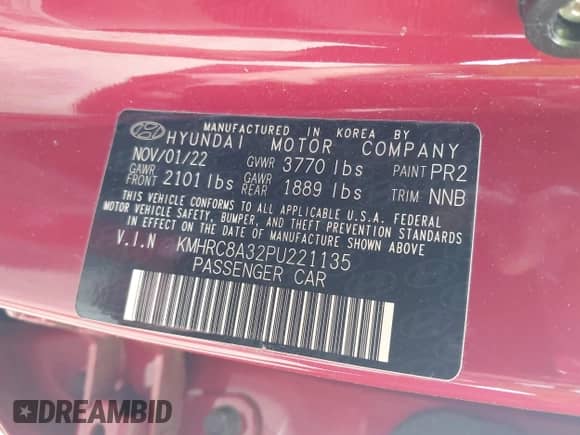 MANUFACTURED IN KOREA BY
HYUNDAI MOTOR COMPANY
NOV/01/22 GVWR 3770 lbs PAINT PR2
GAWR FRONT 2101 lbs GAWR REAR 1889 lbs TRIM NNB
THIS VEHICLE CONFORMS TO ALL APPLICABLE U.S.A. FEDERAL
MOTOR VEHICLE SAFETY, BUMPER, AND THEFT PREVENTION STANDARDS
IN EFFECT ON THE DATE OF MANUFACTURE SHOWN ABOVE.
V.I.N KMHRC8A32PU221135
PASSENGER CAR
DREAMBID